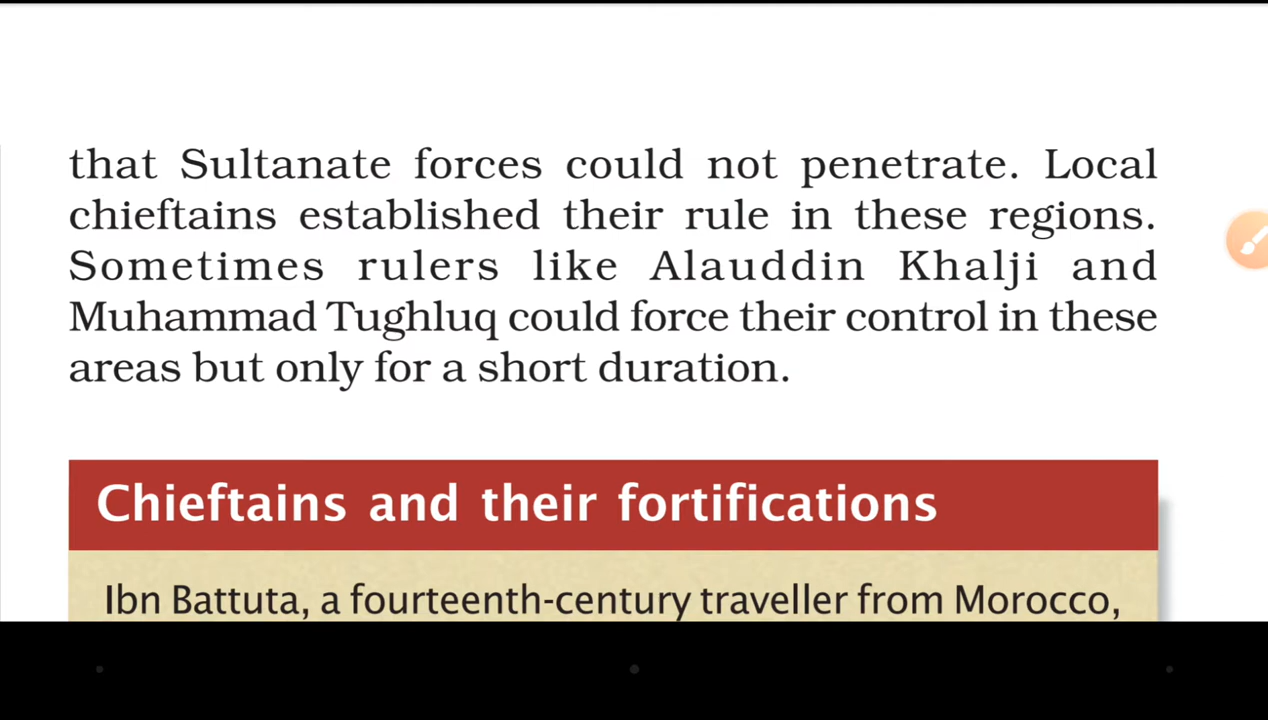 that Sultanate forces could not penetrate. Local
chieftains established their rule in these regions.
Sometimes rulers like Alauddin Khalji and
Muhammad Tughluq could force their control in these
areas but only for a short duration.
Chieftains and their fortifications
Ibn Battuta, a fourteenth-century traveller from Morocco,